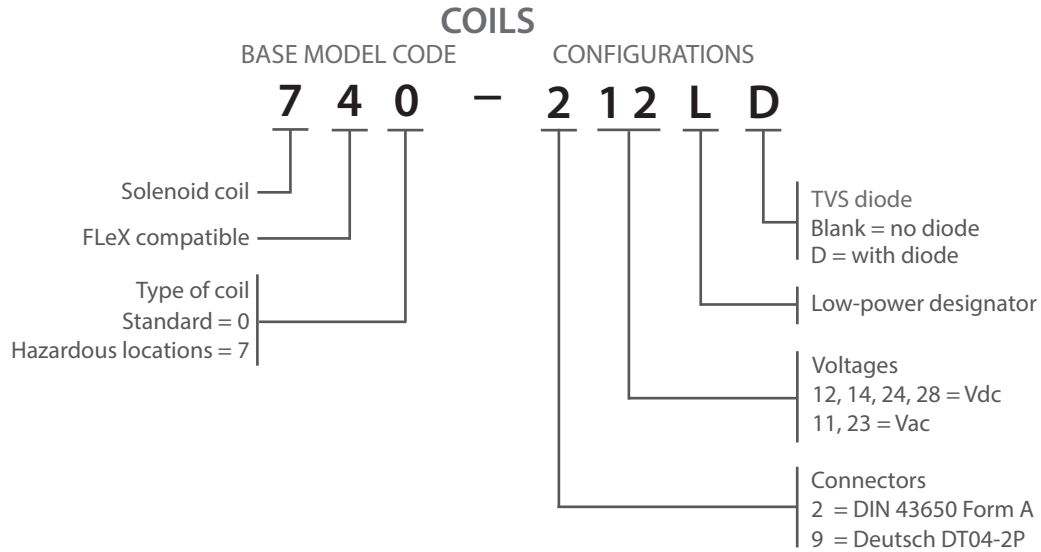 COILS
BASE MODEL CODE
CONFIGURATIONS
7 4 0 – 2 1 2 L D
Solenoid coil
FLeX compatible
Type of coil
Standard = 0
Hazardous locations = 7
TVS diode
Blank = no diode
D = with diode
Low-power designator
Voltages
12, 14, 24, 28 = Vdc
11, 23 = Vac
Connectors
2 = DIN 43650 Form A
9 = Deutsch DT04-2P